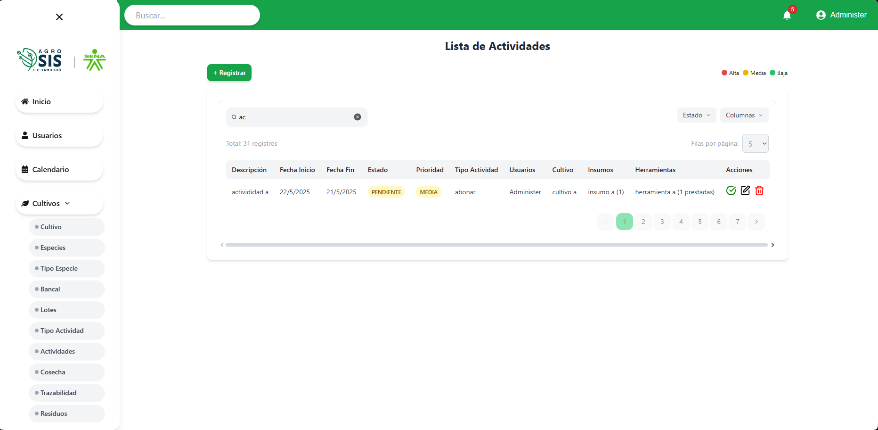 Buscar...
5
Administer
AGRO
SIS
SENA
Inicio
Usuarios
Calendario
Cultivos
Cultivo
Especies
Tipo Especie
Bancal
Lotes
Tipo Actividad
Actividades
Cosecha
Trazabilidad
Residuos
Lista de Actividades
+ Registrar
Alta Media Baja
ac
Estado Columnas
Total: 31 registros
Filas por página: 5
Descripción Fecha Inicio Fecha Fin Estado Prioridad Tipo Actividad Usuarios Cultivo Insumos Herramientas Acciones
activididad a 22/5/2025 21/5/2025 PENDIENTE MEDIA abonar Administer cultivo a insumo a (1) herramienta a (1 prestadas)
< 1 2 3 4 5 6 7 >